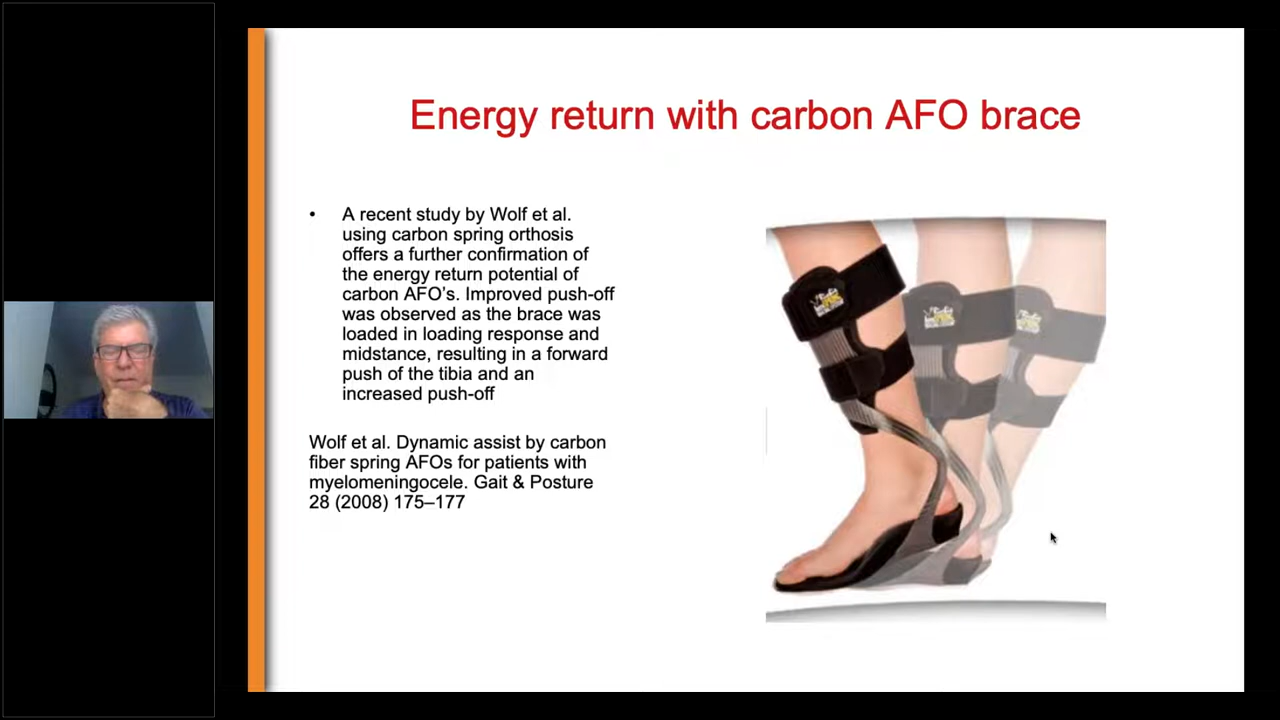 Energy return with carbon AFO brace
• A recent study by Wolf et al.
using carbon spring orthosis
offers a further confirmation of
the energy return potential of
carbon AFO's. Improved push-off
was observed as the brace was
loaded in loading response and
midstance, resulting in a forward
push of the tibia and an
increased push-off
Wolf et al. Dynamic assist by carbon
fiber spring AFOs for patients with
myelomeningocele. Gait & Posture
28 (2008) 175–177